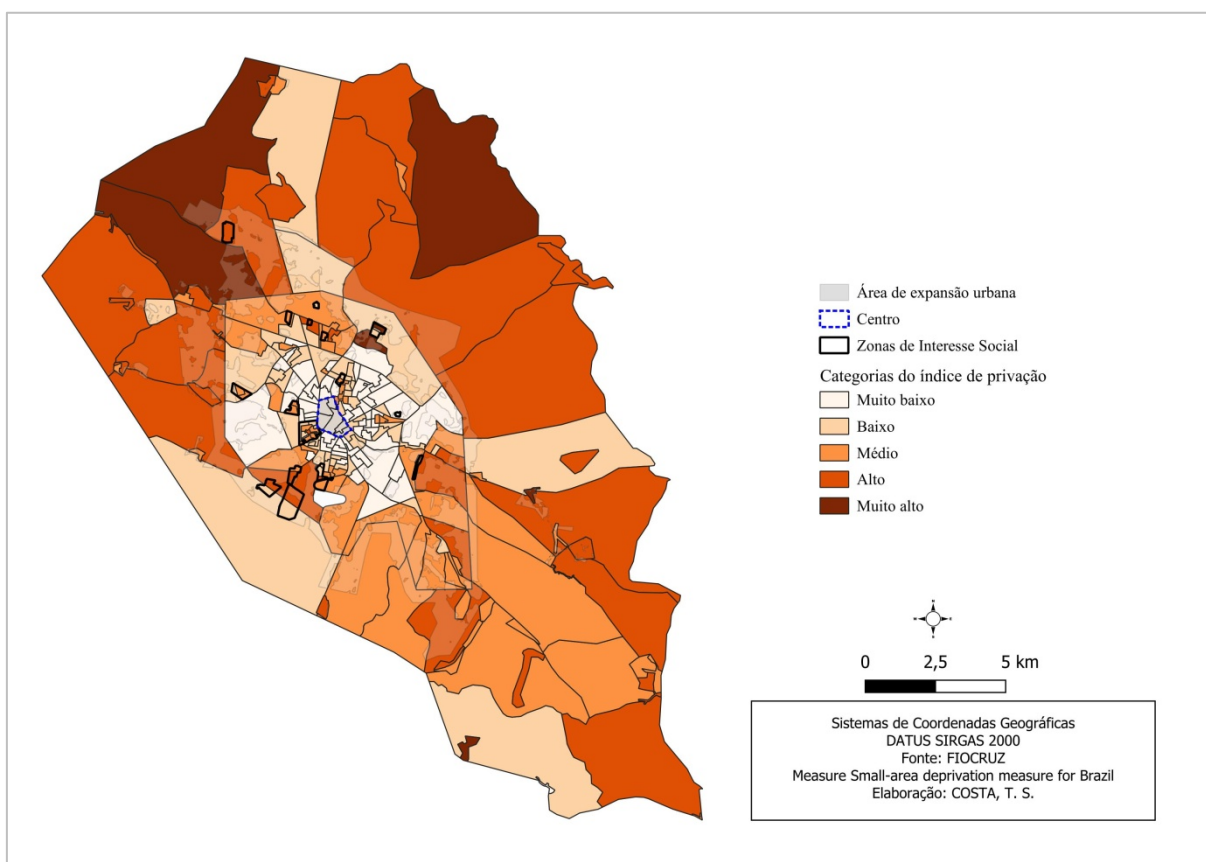 Área de expansão urbana
Centro
Zonas de Interesse Social
Categorias do índice de privação
Muito baixo
Baixo
Médio
Alto
Muito alto
0 2,5 5 km
Sistemas de Coordenadas Geográficas
DATUS SIRGAS 2000
Fonte: FIOCRUZ
Measure Small-area deprivation measure for Brazil
Elaboração: COSTA, T. S.